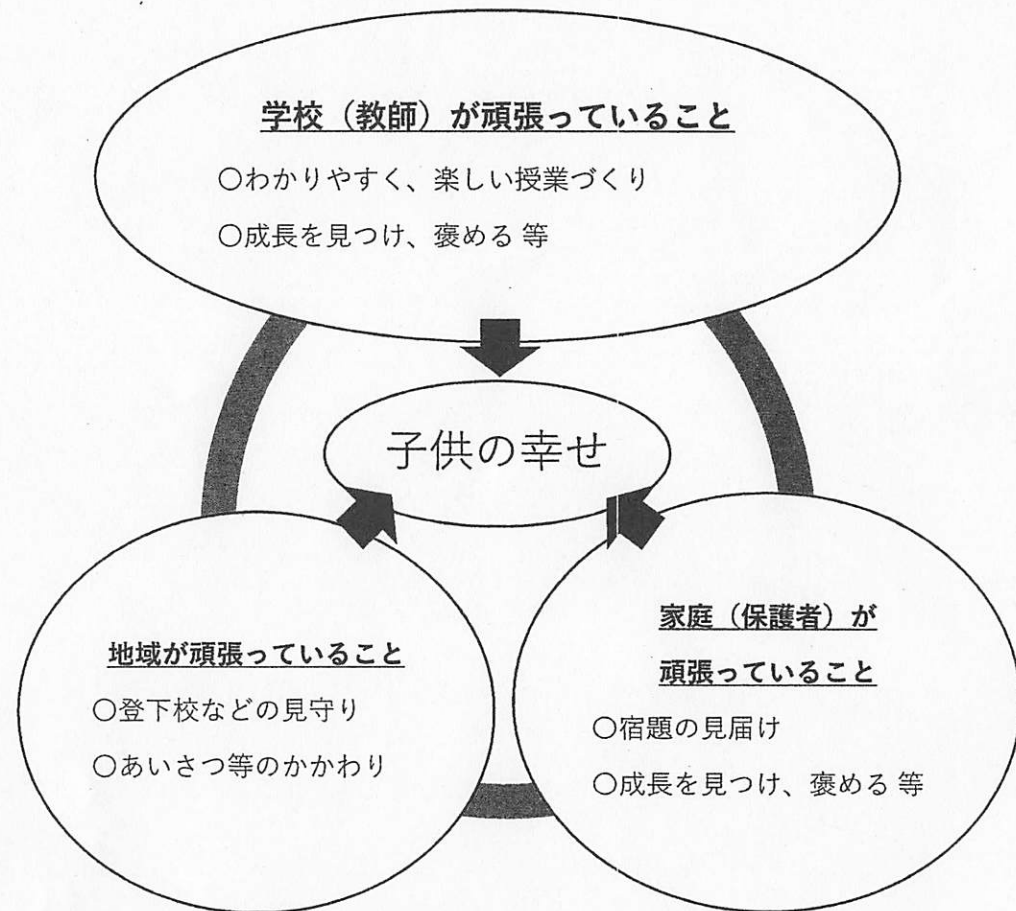 学校（教師）が頑張っていること
○わかりやすく、楽しい授業づくり
○成長を見つけ、褒める 等
子供の幸せ
地域が頑張っていること
○登下校などの見守り
○あいさつ等のかかわり
家庭（保護者）が
頑張っていること
○宿題の見届け
○成長を見つけ、褒める 等